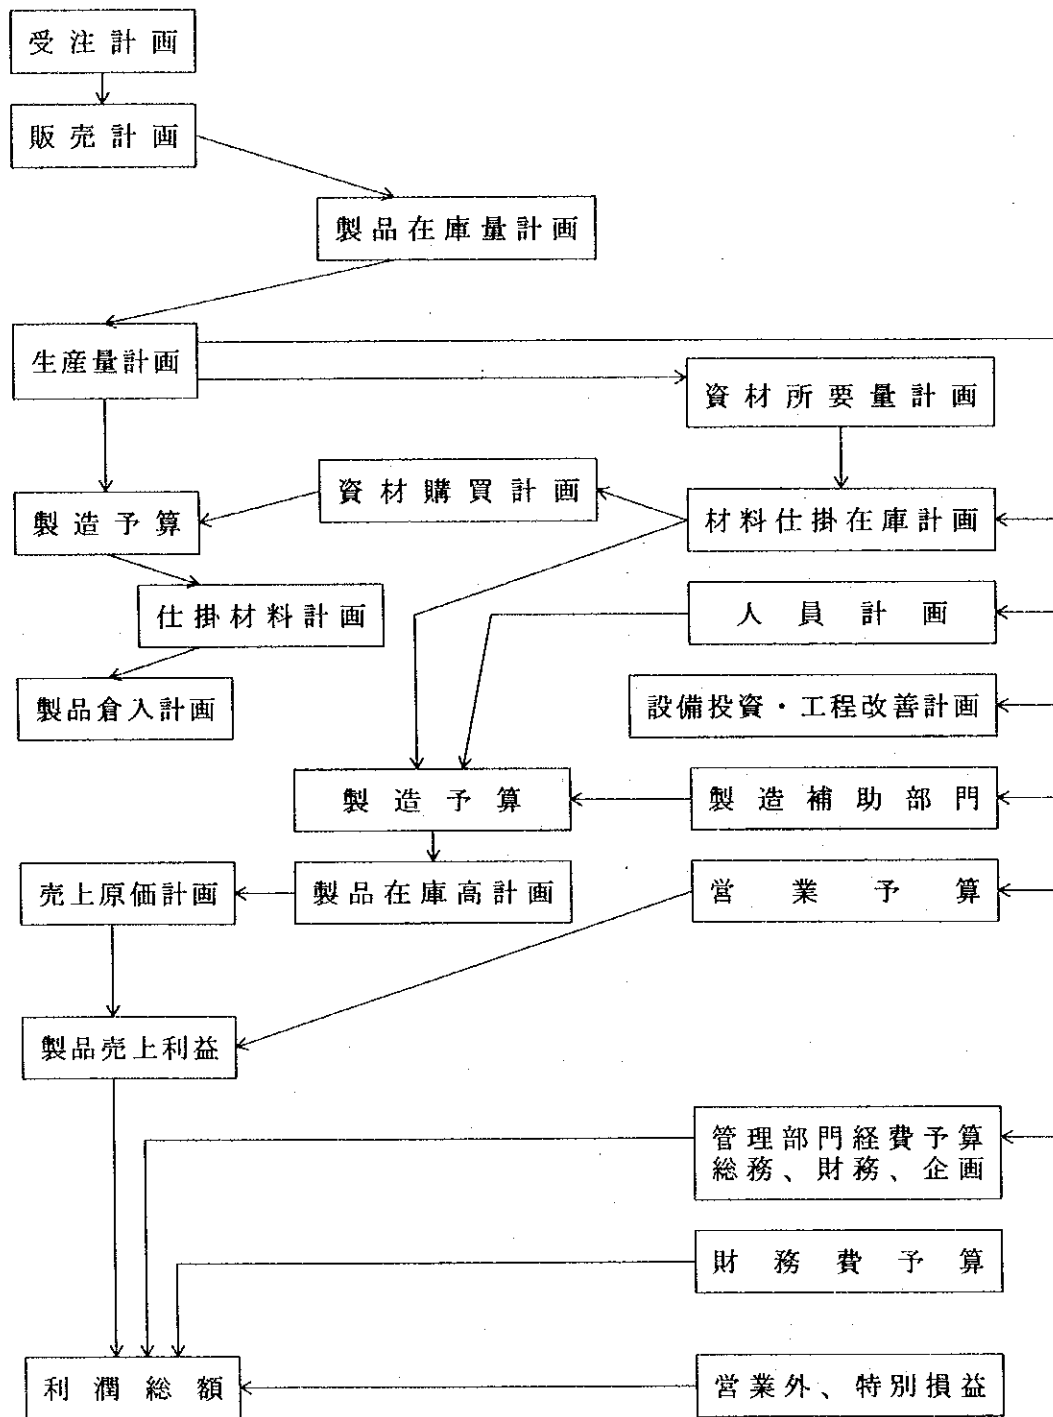 受注計画
販売計画
製品在庫量計画
生産量計画
資材所要量計画
資材購買計画
製造予算
材料仕掛在庫計画
仕掛材料計画
人員計画
製品倉入計画
設備投資・工程改善計画
製造予算
製造補助部門
売上原価計画
製品在庫高計画
営業予算
製品売上利益
管理部門経費予算
総務、財務、企画
財務費予算
利潤総額
営業外、特別損益